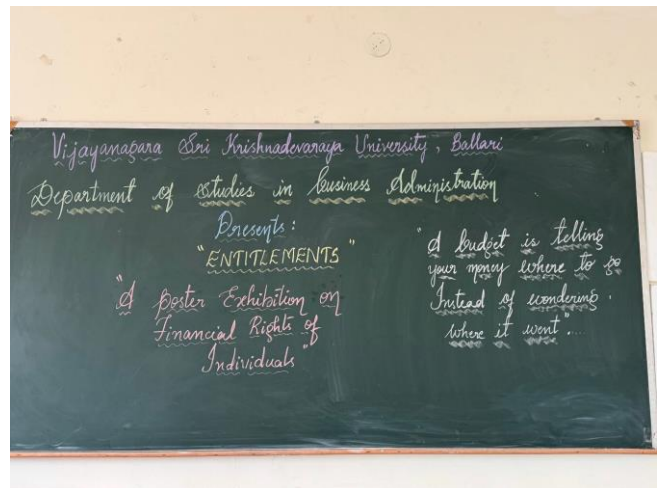 Vijayanagara Sri Krishnadevaraya University, Ballari
Department of studies in business Administration
Presents:
"ENTITLEMENTS"
"A Poster Exhibition on
Financial Rights of
Individuals"
"A budget is telling
your money where to go
Instead of wondering
where it went"....